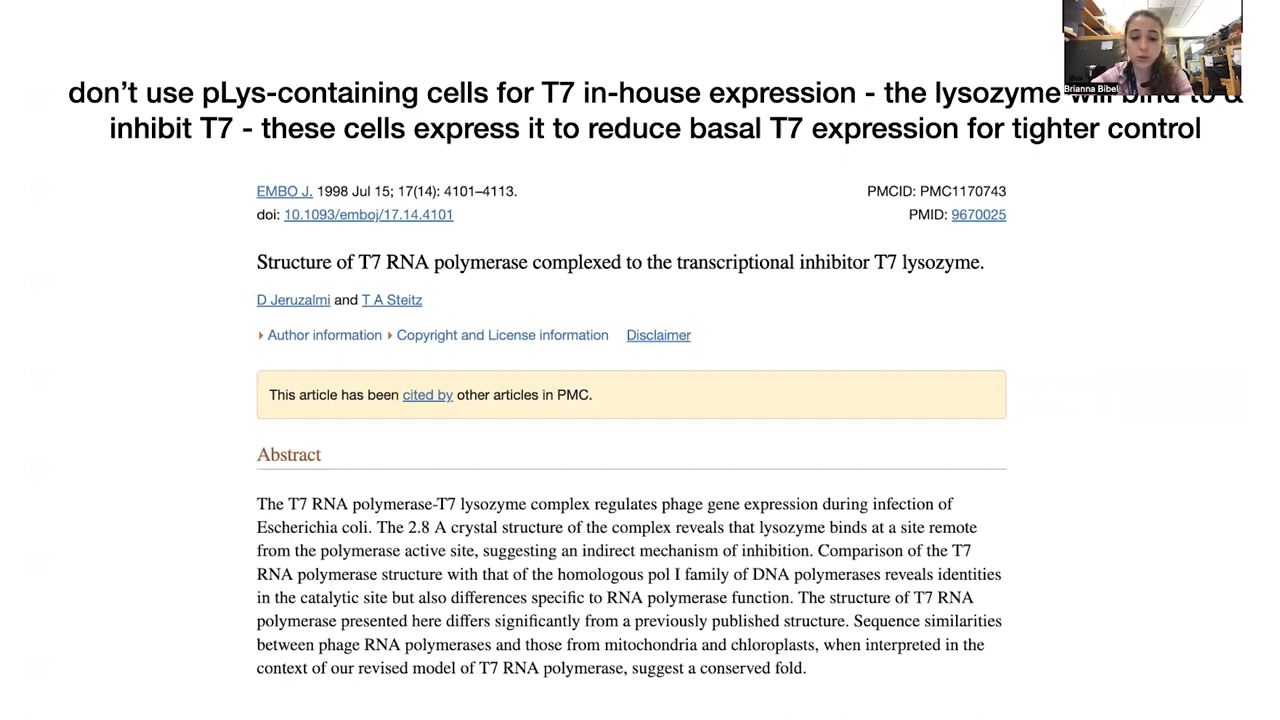 don't use pLys-containing cells for T7 in-house expression - the lysozyme will bind to &
inhibit T7 - these cells express it to reduce basal T7 expression for tighter control
Brianna Bibel
EMBO J. 1998 Jul 15; 17(14): 4101–4113.
PMCID: PMC1170743
doi: 10.1093/emboj/17.14.4101
PMID: 9670025
Structure of T7 RNA polymerase complexed to the transcriptional inhibitor T7 lysozyme.
D Jeruzalmi and T A Steitz
Author information Copyright and License information Disclaimer
This article has been cited by other articles in PMC.
Abstract
The T7 RNA polymerase-T7 lysozyme complex regulates phage gene expression during infection of
Escherichia coli. The 2.8 A crystal structure of the complex reveals that lysozyme binds at a site remote
from the polymerase active site, suggesting an indirect mechanism of inhibition. Comparison of the T7
RNA polymerase structure with that of the homologous pol I family of DNA polymerases reveals identities
in the catalytic site but also differences specific to RNA polymerase function. The structure of T7 RNA
polymerase presented here differs significantly from a previously published structure. Sequence similarities
between phage RNA polymerases and those from mitochondria and chloroplasts, when interpreted in the
context of our revised model of T7 RNA polymerase, suggest a conserved fold.